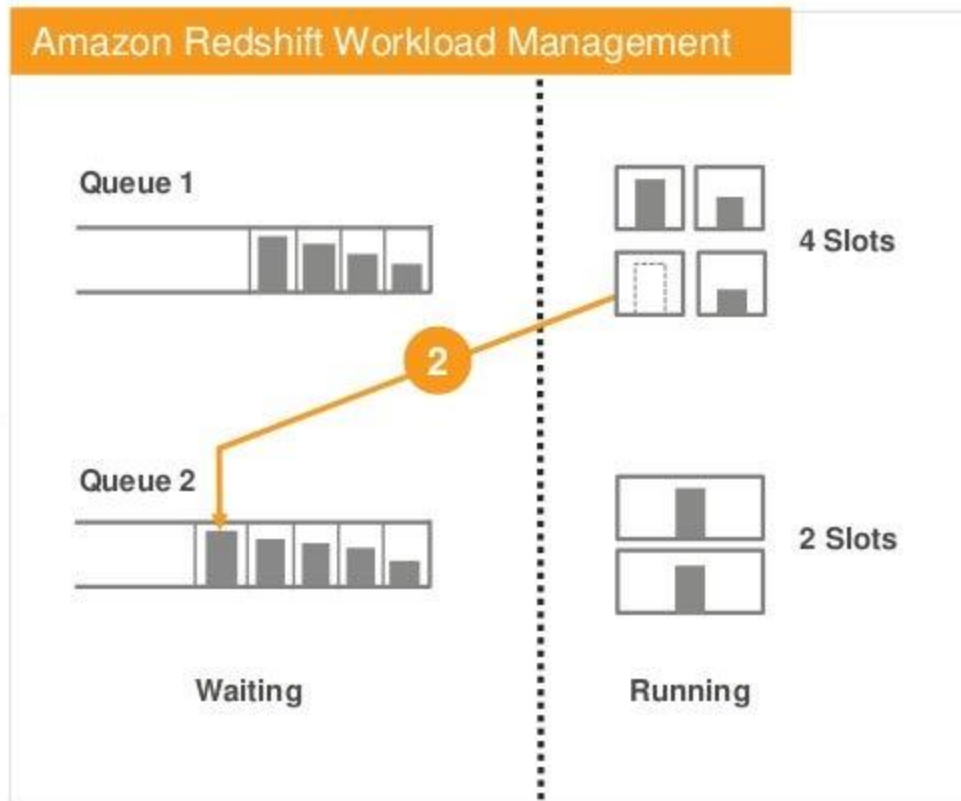 Amazon Redshift Workload Management
Queue 1
4 Slots
2
Queue 2
2 Slots
Waiting
Running